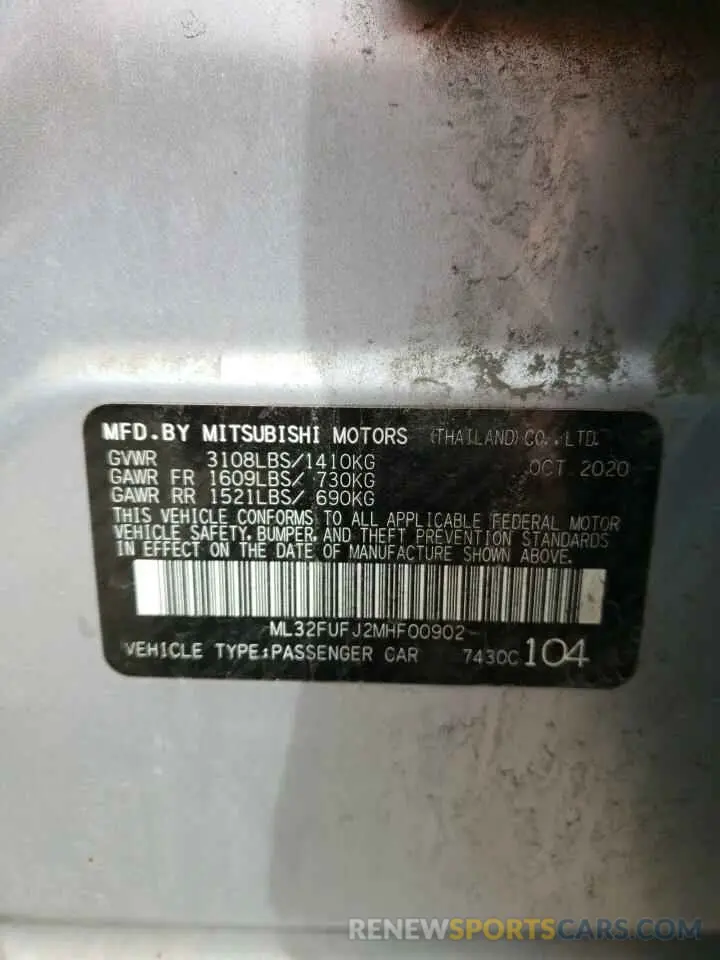 MFD.BY MITSUBISHI MOTORS (THAILAND) CO.,LTD.
GVWR 3108LBS/1410KG OCT 2020
GAWR FR 1609LBS/ 730KG
GAWR RR 1521LBS/ 690KG
THIS VEHICLE CONFORMS TO ALL APPLICABLE FEDERAL MOTOR
VEHICLE SAFETY, BUMPER, AND THEFT PREVENTION STANDARDS
IN EFFECT ON THE DATE OF MANUFACTURE SHOWN ABOVE.
ML32FUFJ2MHF00902
VEHICLE TYPE:PASSENGER CAR 7430C 104
RENEWSPORTSCARS.COM